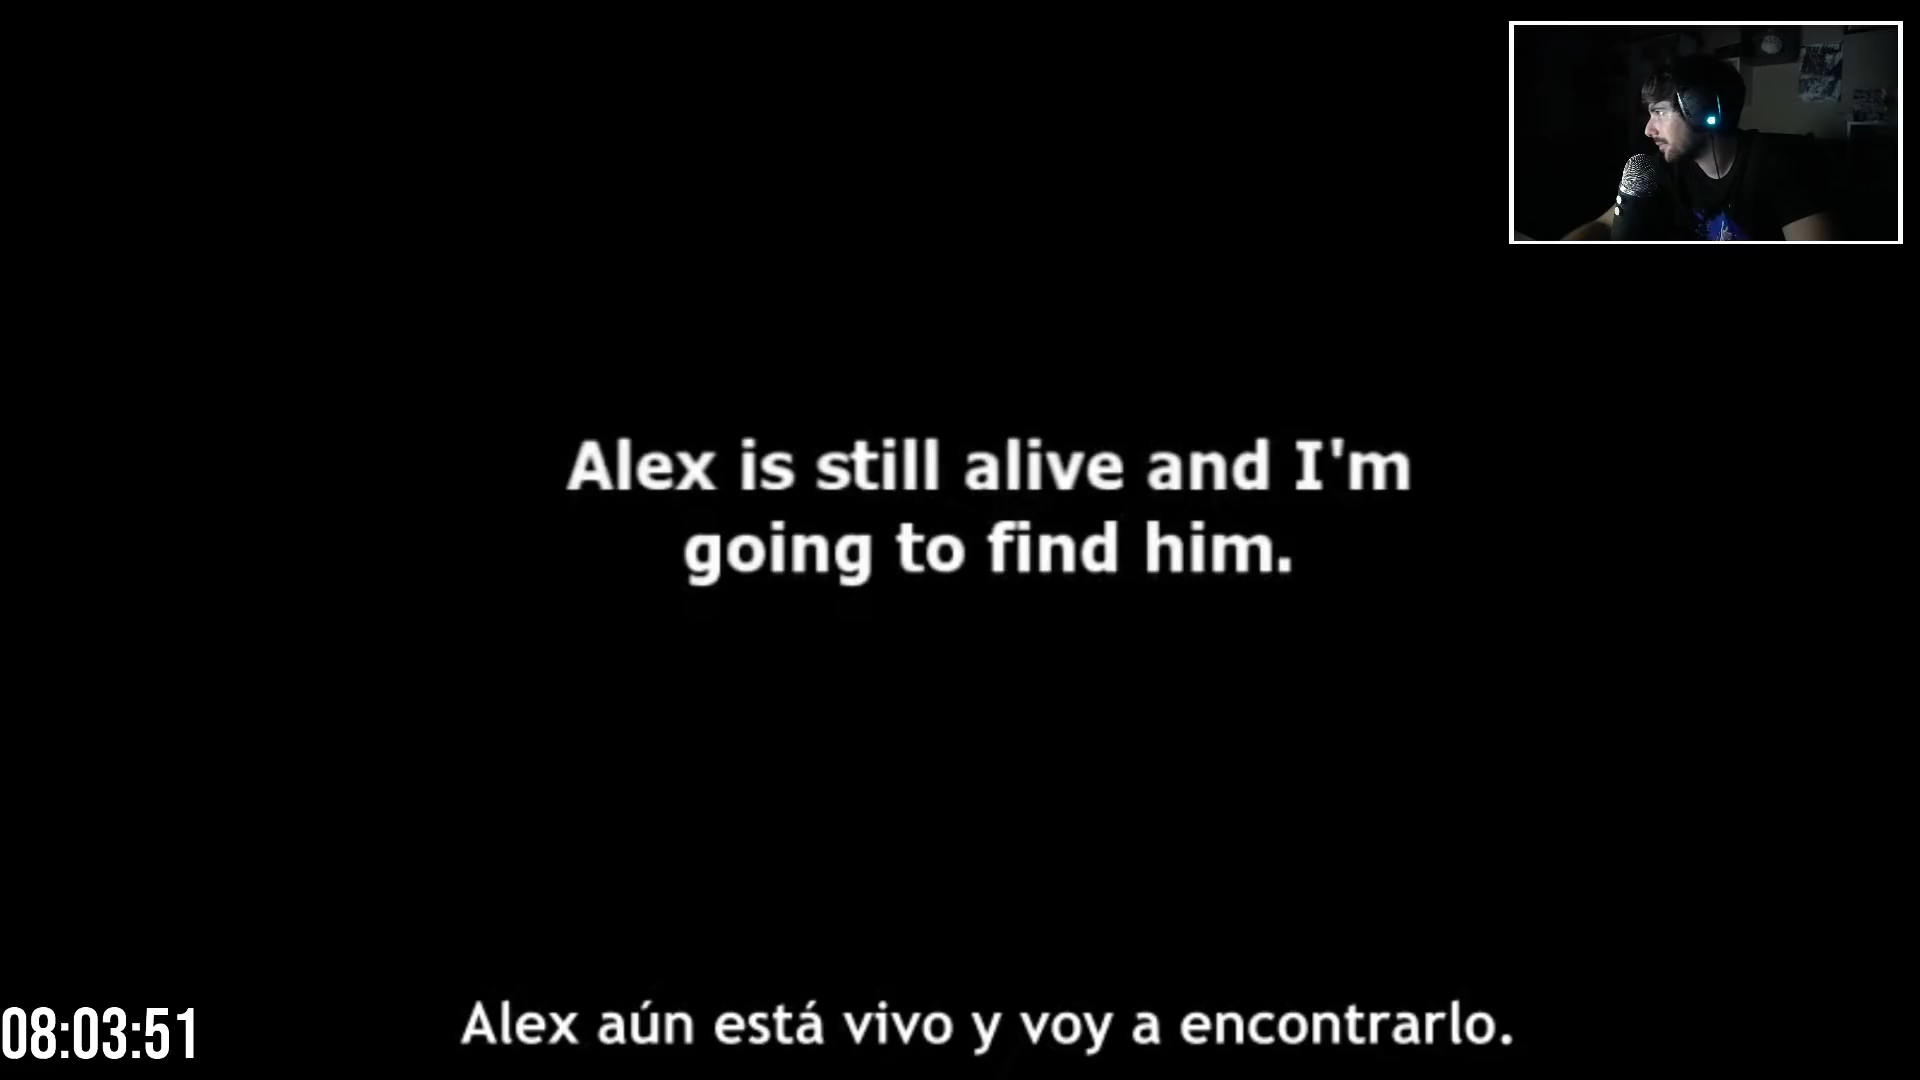 Alex is still alive and I'm
going to find him.
Alex aún está vivo y voy a encontrarlo.
08:03:51